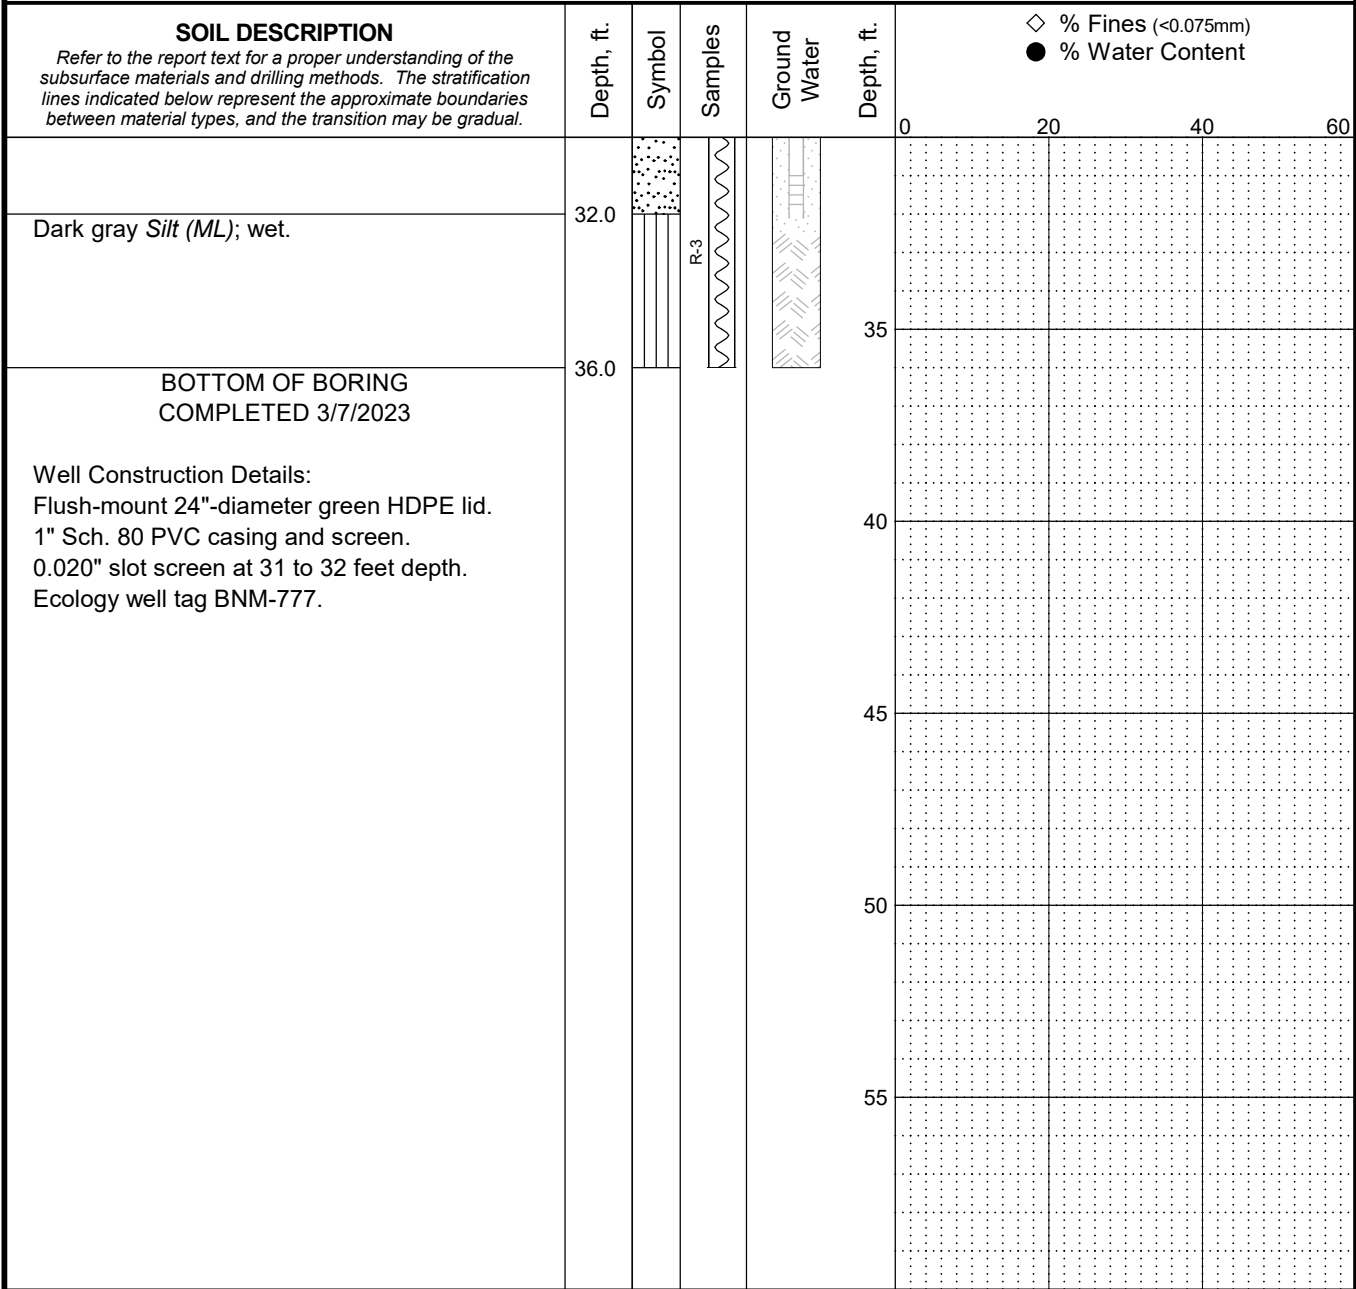 SOIL DESCRIPTION
Refer to the report text for a proper understanding of the
subsurface materials and drilling methods. The stratification
lines indicated below represent the approximate boundaries
between material types, and the transition may be gradual.
Depth, ft.
Symbol
Samples
Ground
Water
Depth, ft.
◇ % Fines (<0.075mm)
● % Water Content
0 20 40 60
32.0
Dark gray Silt (ML); wet.
R-3
35
36.0
BOTTOM OF BORING
COMPLETED 3/7/2023
Well Construction Details:
Flush-mount 24"-diameter green HDPE lid.
1" Sch. 80 PVC casing and screen.
0.020" slot screen at 31 to 32 feet depth.
Ecology well tag BNM-777.
40
45
50
55